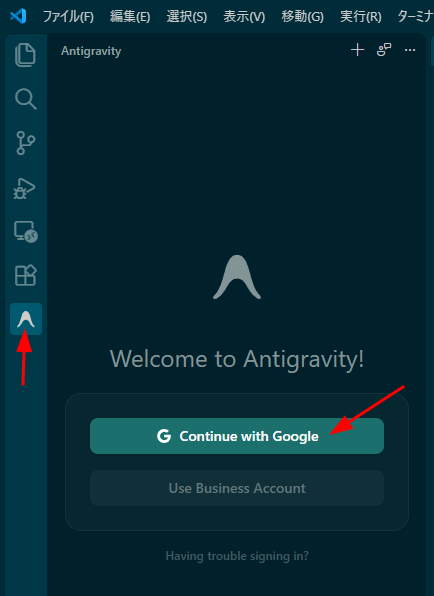 ファイル(F) 編集(E) 選択(S) 表示(V) 移動(G) 実行(R) ターミナ
Antigravity
Welcome to Antigravity!
Continue with Google
Use Business Account
Having trouble signing in?